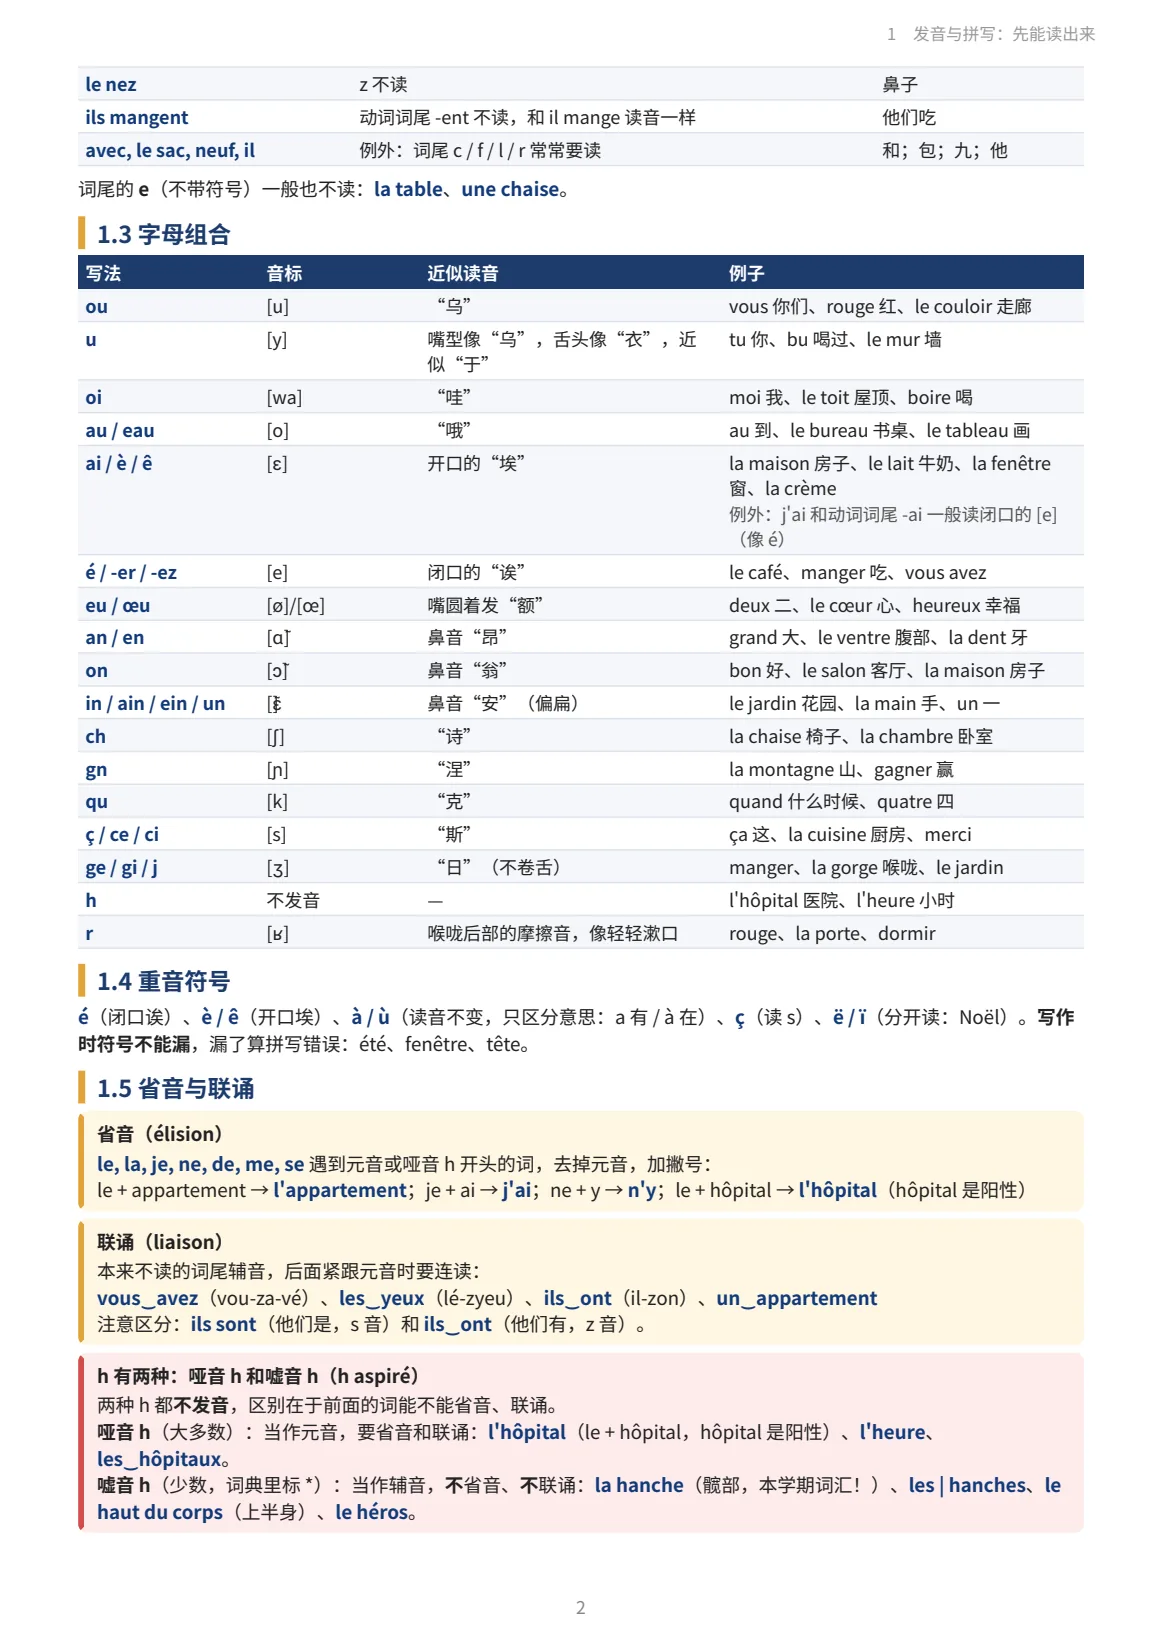 1 发音与拼写：先能读出来
le nez z 不读 鼻子
ils mangent 动词词尾 -ent 不读，和 il mange 读音一样 他们吃
avec, le sac, neuf, il 例外：词尾 c / f / l / r 常常要读 和；包；九；他
词尾的 e（不带符号）一般也不读：la table、une chaise。
1.3 字母组合
写法 音标 近似读音 例子
ou [u] “乌” vous 你们、rouge 红、le couloir 走廊
u [y] 嘴型像“乌”，舌头像“衣”，近 tu 你、bu 喝过、le mur 墙
似“于”
oi [wa] “哇” moi 我、le toit 屋顶、boire 喝
au / eau [o] “哦” au 到、le bureau 书桌、le tableau 画
ai / è / ê [ɛ] 开口的“埃” la maison 房子、le lait 牛奶、la fenêtre
窗、la crème
例外：j'ai 和动词词尾 -ai 一般读闭口的 [e]
（像 é）
é / -er / -ez [e] 闭口的“诶” le café、manger 吃、vous avez
eu / œu [ø]/[œ] 嘴圆着发“额” deux 二、le cœur 心、heureux 幸福
an / en [ɑ̃] 鼻音“昂” grand 大、le ventre 腹部、la dent 牙
on [ɔ̃] 鼻音“翁” bon 好、le salon 客厅、la maison 房子
in / ain / ein / un [ɛ̃] 鼻音“安”（偏扁） le jardin 花园、la main 手、un 一
ch [ʃ] “诗” la chaise 椅子、la chambre 卧室
gn [ɲ] “涅” la montagne 山、gagner 赢
qu [k] “克” quand 什么时候、quatre 四
ç / ce / ci [s] “斯” ça 这、la cuisine 厨房、merci
ge / gi / j [ʒ] “日”（不卷舌） manger、la gorge 喉咙、le jardin
h 不发音 — l'hôpital 医院、l'heure 小时
r [ʁ] 喉咙后部的摩擦音，像轻轻漱口 rouge、la porte、dormir
1.4 重音符号
é（闭口诶）、è / ê（开口埃）、à / ù（读音不变，只区分意思：a 有 / à 在）、ç（读 s）、ë / ï（分开读：Noël）。写作
时符号不能漏，漏了算拼写错误：été、fenêtre、tête。
1.5 省音与联诵
省音（élision）
le, la, je, ne, de, me, se 遇到元音或哑音 h 开头的词，去掉元音，加撇号：
le + appartement → l'appartement；je + ai → j'ai；ne + y → n'y；le + hôpital → l'hôpital（hôpital 是阳性）
联诵（liaison）
本来不读的词尾辅音，后面紧跟元音时要连读：
vous‿avez（vou-za-vé）、les‿yeux（lé-zyeu）、ils‿ont（il-zon）、un‿appartement
注意区分：ils sont（他们是，s 音）和 ils‿ont（他们有，z 音）。
h 有两种：哑音 h 和嘘音 h（h aspiré）
两种 h 都不发音，区别在于前面的词能不能省音、联诵。
哑音 h（大多数）：当作元音，要省音和联诵：l'hôpital（le + hôpital，hôpital 是阳性）、l'heure、
les‿hôpitaux。
嘘音 h（少数，词典里标 *）：当作辅音，不省音、不联诵：la hanche（髋部，本学期词汇！）、les | hanches、le
haut du corps（上半身）、le héros。
2